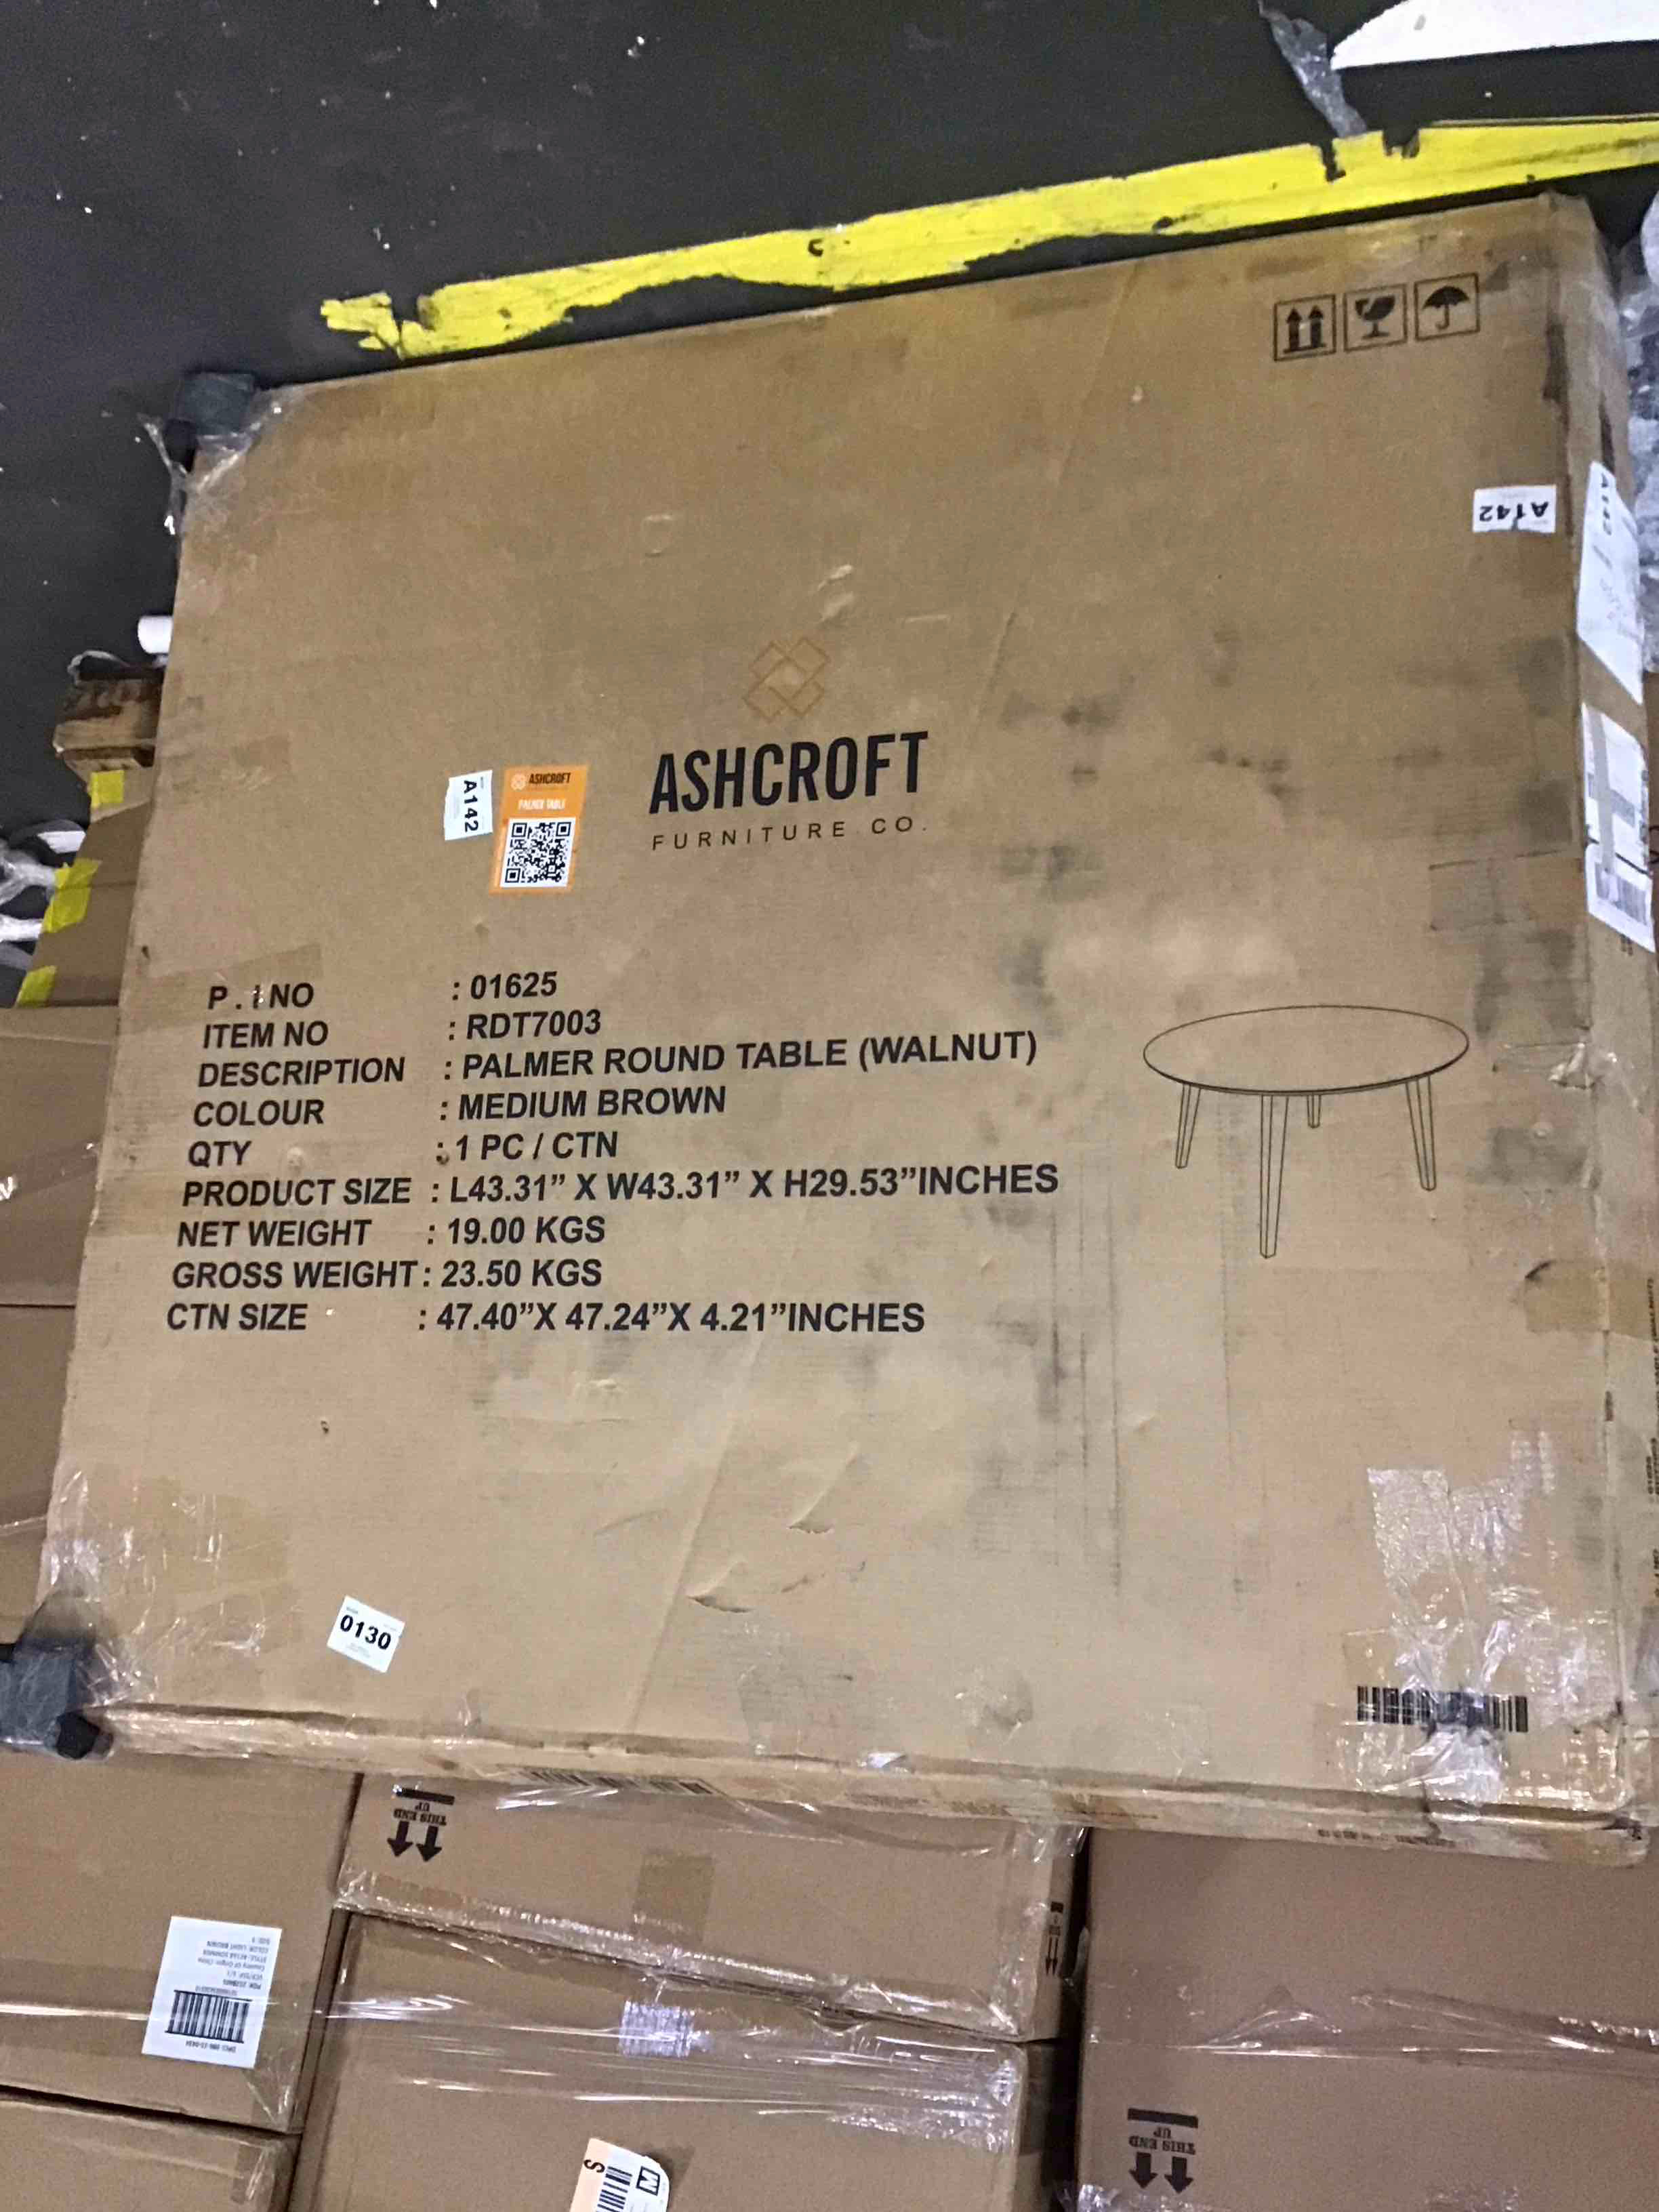 A142
A142
ASHCROFT
PALMER TABLE
A142
ASHCROFT
FURNITURE CO.
P.I NO : 01625
ITEM NO : RDT7003
DESCRIPTION : PALMER ROUND TABLE (WALNUT)
COLOUR : MEDIUM BROWN
QTY : 1 PC / CTN
PRODUCT SIZE : L43.31” X W43.31” X H29.53”INCHES
NET WEIGHT : 19.00 KGS
GROSS WEIGHT : 23.50 KGS
CTN SIZE : 47.40”X 47.24”X 4.21”INCHES
0130
THIS END
UP
THIS END
UP
S
M